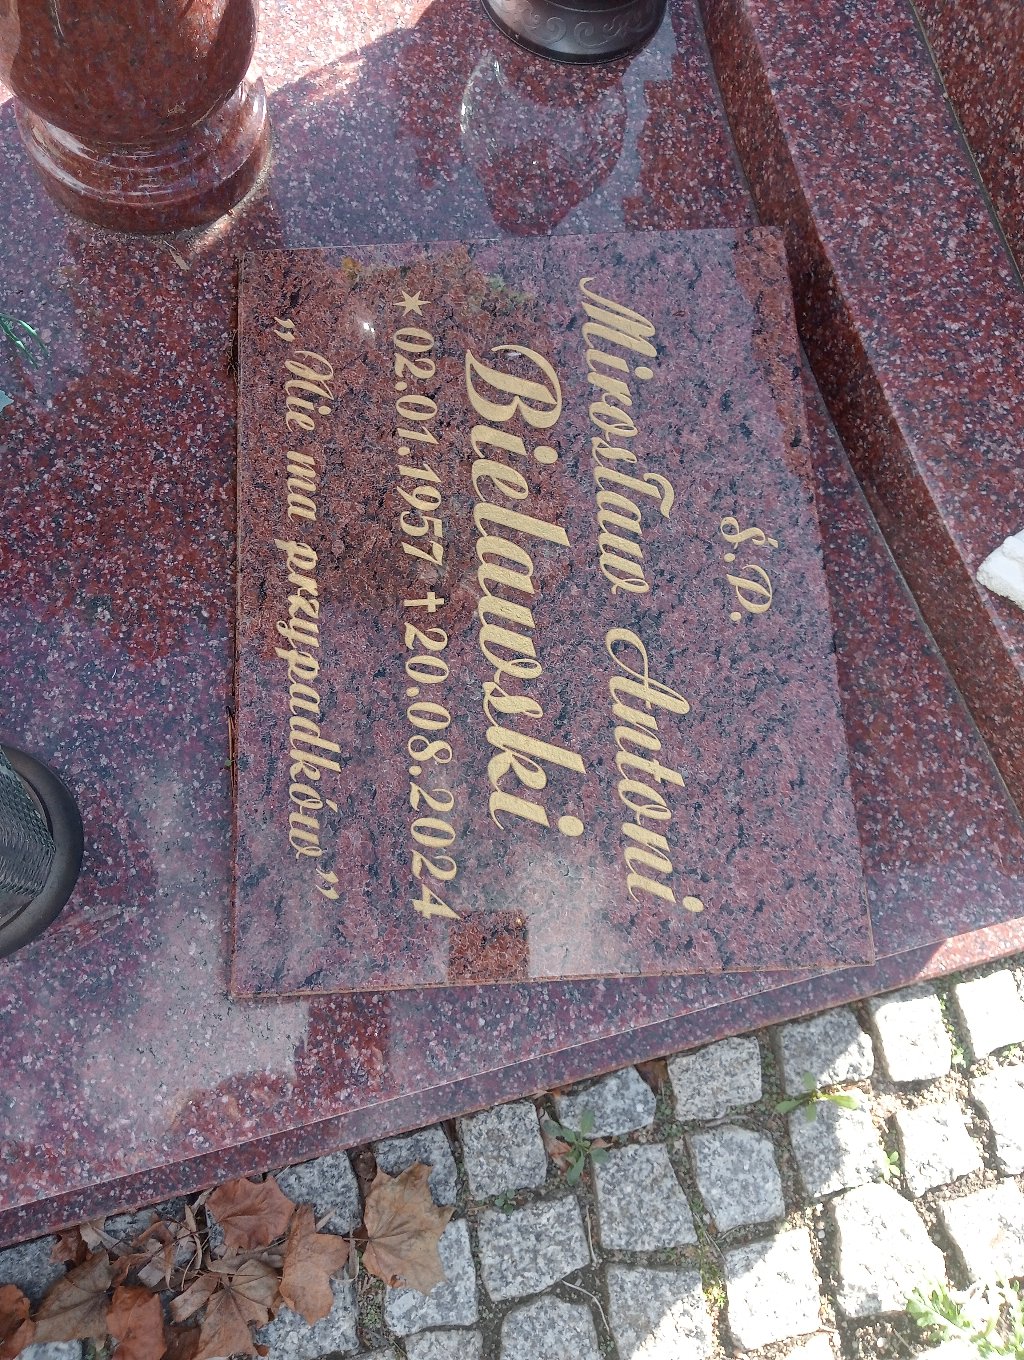 Ś.P.
Mirosław Antoni
Bielawski
★ 02.01.1957 ✝ 20.08.2024
„Nie ma przypadków”